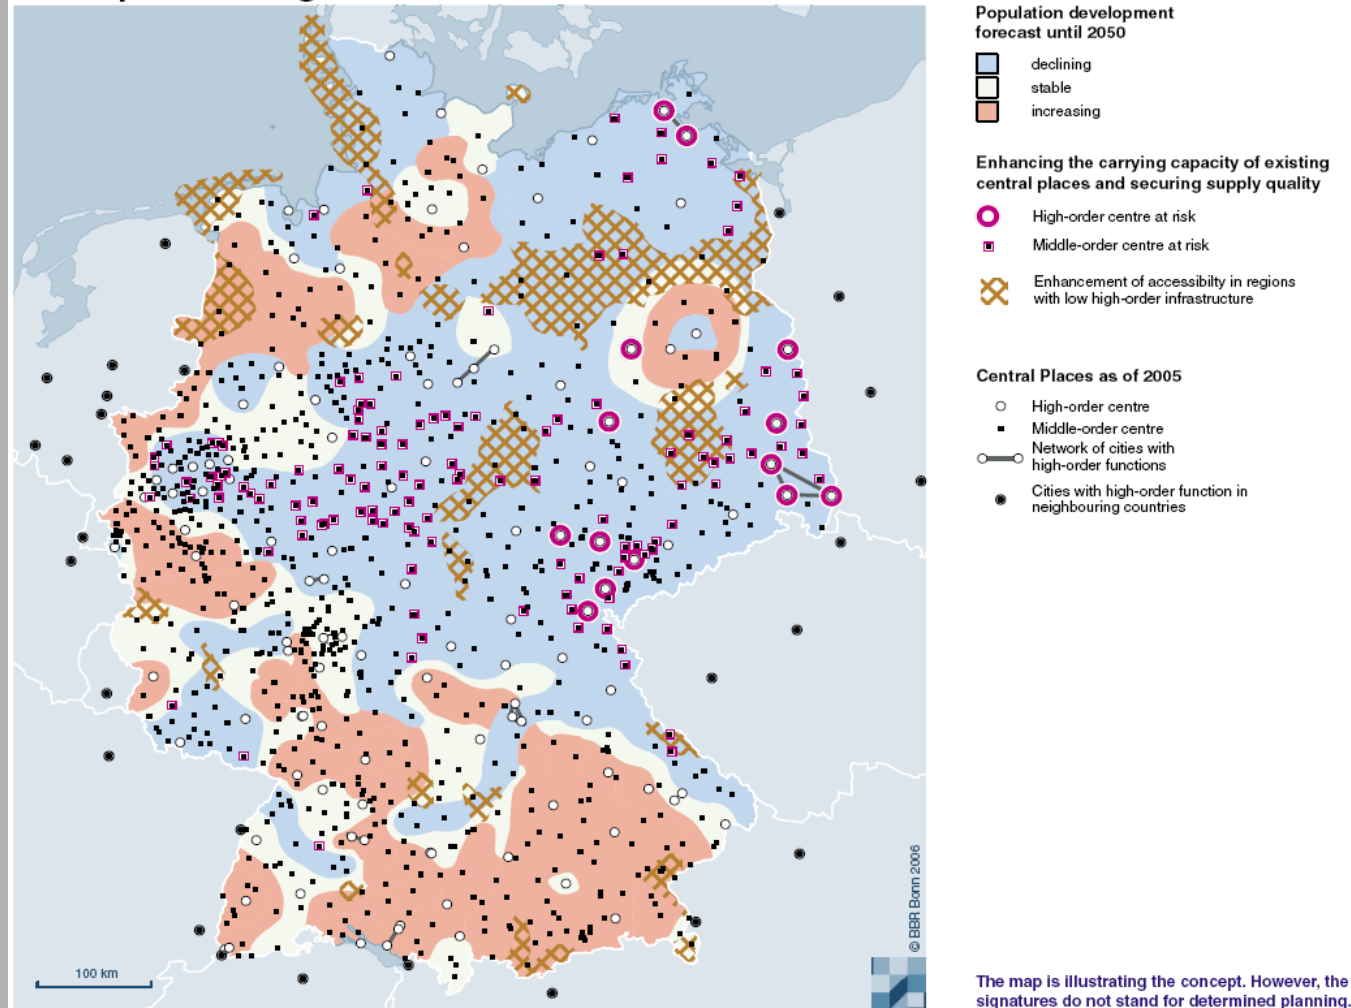 Population development
forecast until 2050
declining
stable
increasing
Enhancing the carrying capacity of existing
central places and securing supply quality
High-order centre at risk
Middle-order centre at risk
Enhancement of accessibilty in regions
with low high-order infrastructure
Central Places as of 2005
High-order centre
Middle-order centre
Network of cities with
high-order functions
Cities with high-order function in
neighbouring countries
© BBR Bonn 2006
100 km
The map is illustrating the concept. However, the
signatures do not stand for determined planning.